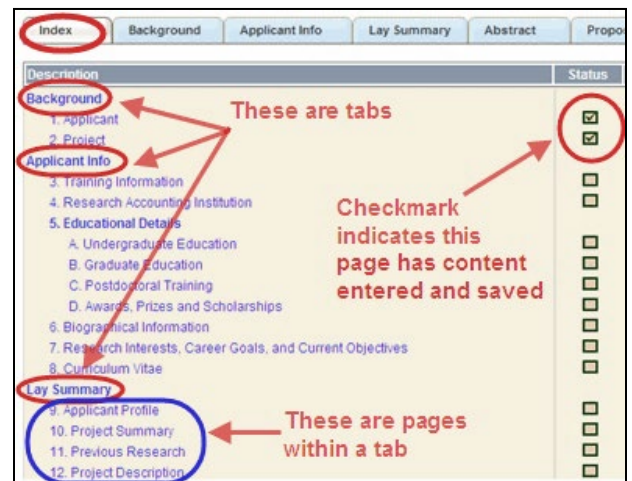 Index Background Applicant Info Lay Summary Abstract Propo
Description Status
Background
These are tabs
1. Applicant
2. Project
Applicant Info
3. Training Information
4. Research Accounting Institution
Checkmark
indicates this
page has content
entered and saved
5. Educational Details
A. Undergraduate Education
B. Graduate Education
C. Postdoctoral Training
D. Awards, Prizes and Scholarships
6. Biographical Information
7. Research Interests, Career Goals, and Current Objectives
8. Curriculum Vitae
Lay Summary
9. Applicant Profile
10. Project Summary
11. Previous Research
12. Project Description
These are pages
within a tab